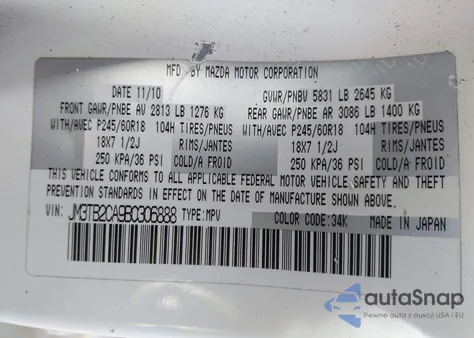 MFD. BY MAZDA MOTOR CORPORATION
DATE 11/10 GVWR/PNBV 5831 LB 2645 KG
FRONT GAWR/PNBE AV 2813 LB 1276 KG REAR GAWR/PNBE AR 3086 LB 1400 KG
WITH/AVEC P245/60R18 104H TIRES/PNEUS WITH/AVEC P245/60R18 104H TIRES/PNEUS
18X7 1/2J RIMS/JANTES 18X7 1/2J RIMS/JANTES
250 KPA/36 PSI COLD/A FROID 250 KPA/36 PSI COLD/A FROID
THIS VEHICLE CONFORMS TO ALL APPLICABLE FEDERAL MOTOR VEHICLE SAFETY AND THEFT
PREVENTION STANDARDS IN EFFECT ON THE DATE OF MANUFACTURE SHOWN ABOVE.
VIN: JM3TB2CA9B0306888 TYPE: MPV COLOR CODE: 34K MADE IN JAPAN
autoSnap
Pewne auta z aukcji USA i EU